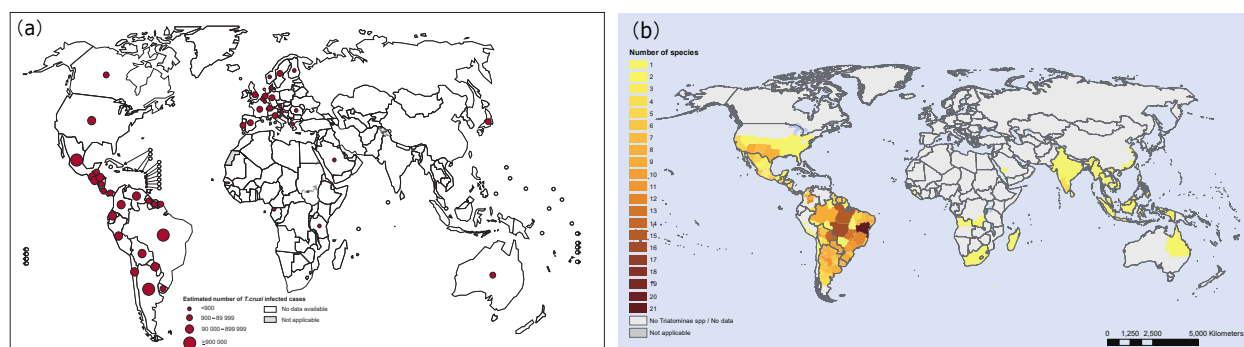 (a)
Estimated number of T.cruzi infected cases
<900
900–89 999
90 000–899 999
≥900 000
No data available
Not applicable
(b)
Number of species
1
2
3
4
5
6
7
8
9
10
11
12
13
14
15
16
17
18
19
20
21
No Triatominae spp / No data
Not applicable
0 1,250 2,500 5,000 Kilometers